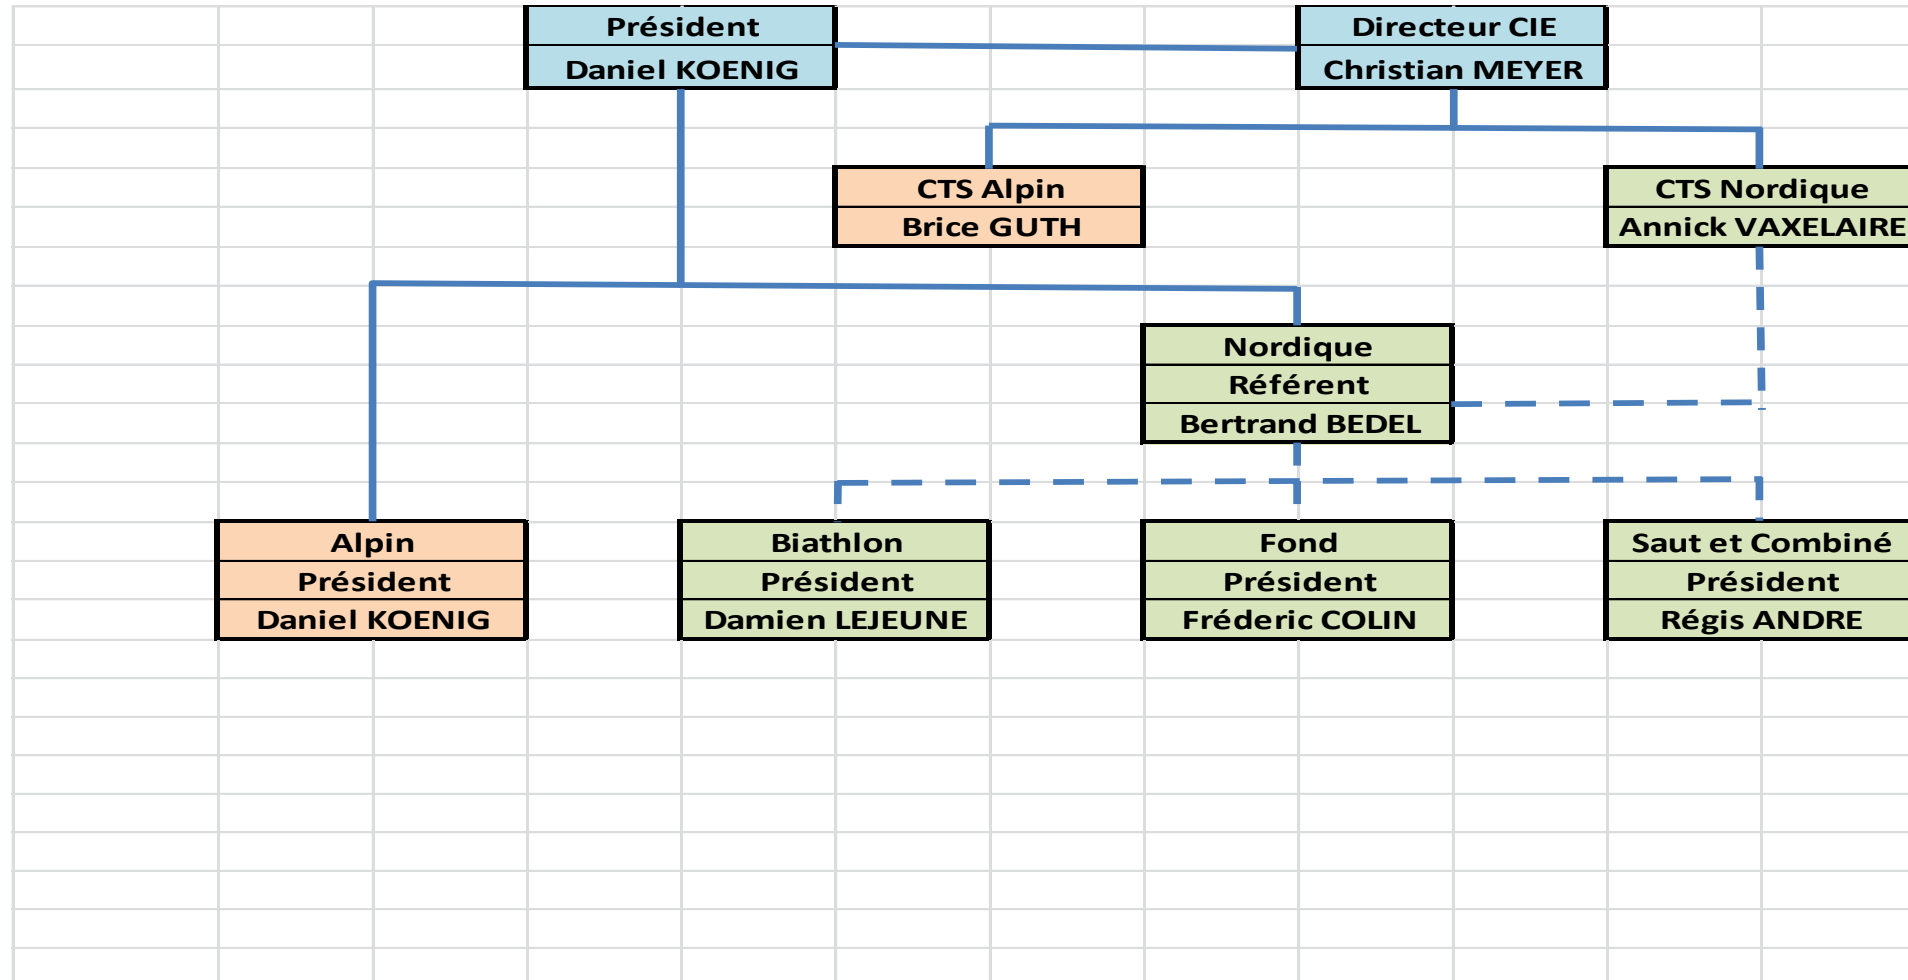 Président
Daniel KOENIG
Directeur CIE
Christian MEYER
CTS Alpin
Brice GUTH
CTS Nordique
Annick VAXELAIRE
Nordique
Référent
Bertrand BEDEL
Alpin
Président
Daniel KOENIG
Biathlon
Président
Damien LEJEUNE
Fond
Président
Fréderic COLIN
Saut et Combiné
Président
Régis ANDRE